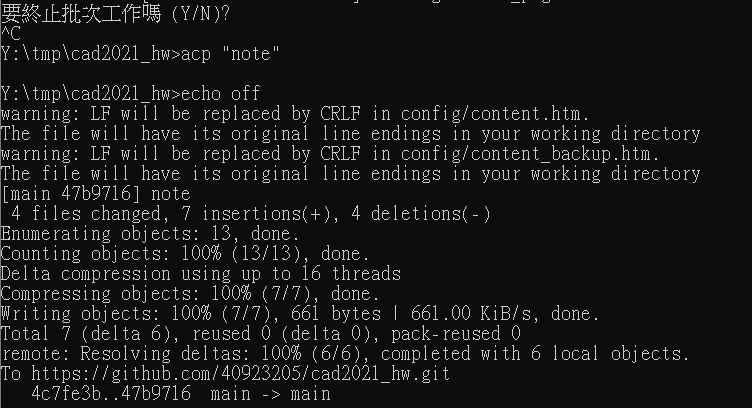 要終止批次工作嗎 (Y/N)?
^C
Y:\tmp\cad2021_hw>acp "note"
Y:\tmp\cad2021_hw>echo off
warning: LF will be replaced by CRLF in config/content.htm.
The file will have its original line endings in your working directory
warning: LF will be replaced by CRLF in config/content_backup.htm.
The file will have its original line endings in your working directory
[main 47b9716] note
 4 files changed, 7 insertions(+), 4 deletions(-)
Enumerating objects: 13, done.
Counting objects: 100% (13/13), done.
Delta compression using up to 16 threads
Compressing objects: 100% (7/7), done.
Writing objects: 100% (7/7), 661 bytes | 661.00 KiB/s, done.
Total 7 (delta 6), reused 0 (delta 0), pack-reused 0
remote: Resolving deltas: 100% (6/6), completed with 6 local objects.
To https://github.com/40923205/cad2021_hw.git
   4c7fe3b..47b9716  main -> main